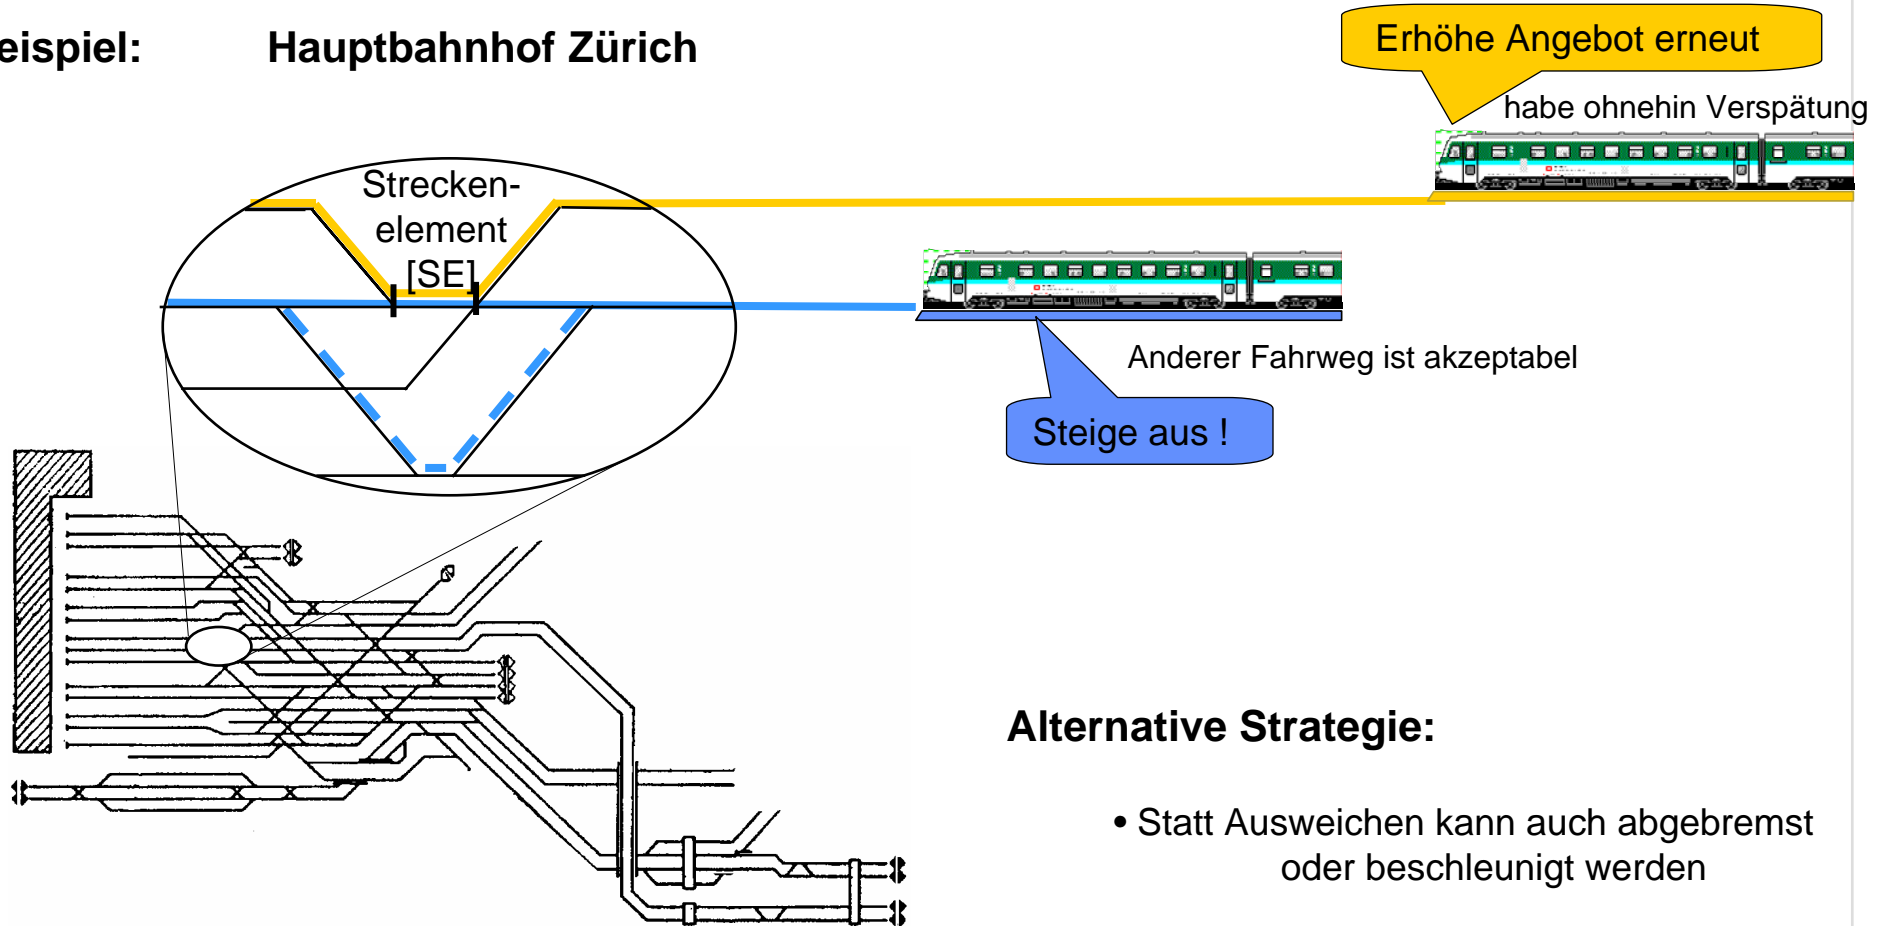 eispiel: Hauptbahnhof Zürich
Erhöhe Angebot erneut
habe ohnehin Verspätung
Strecken-
element
[SE]
Anderer Fahrweg ist akzeptabel
Steige aus !
Alternative Strategie:
• Statt Ausweichen kann auch abgebremst
oder beschleunigt werden